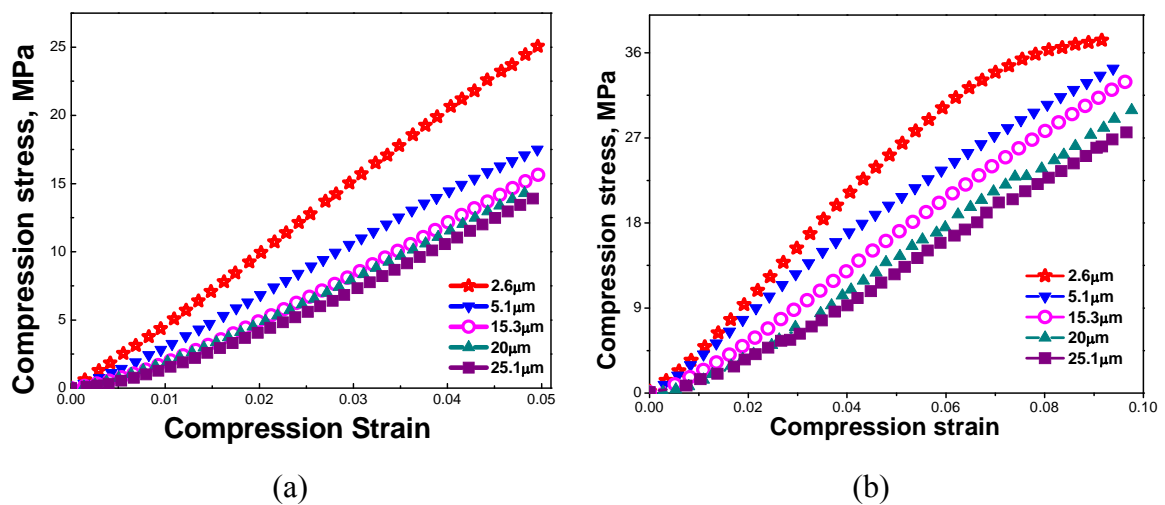 Compression stress, MPa
25
20
15
10
5
0
0.00 0.01 0.02 0.03 0.04 0.05
Compression Strain
2.6μm
5.1μm
15.3μm
20μm
25.1μm
(a)
Compression stress, MPa
36
27
18
9
0
0.00 0.02 0.04 0.06 0.08 0.10
Compression strain
2.6μm
5.1μm
15.3μm
20μm
25.1μm
(b)